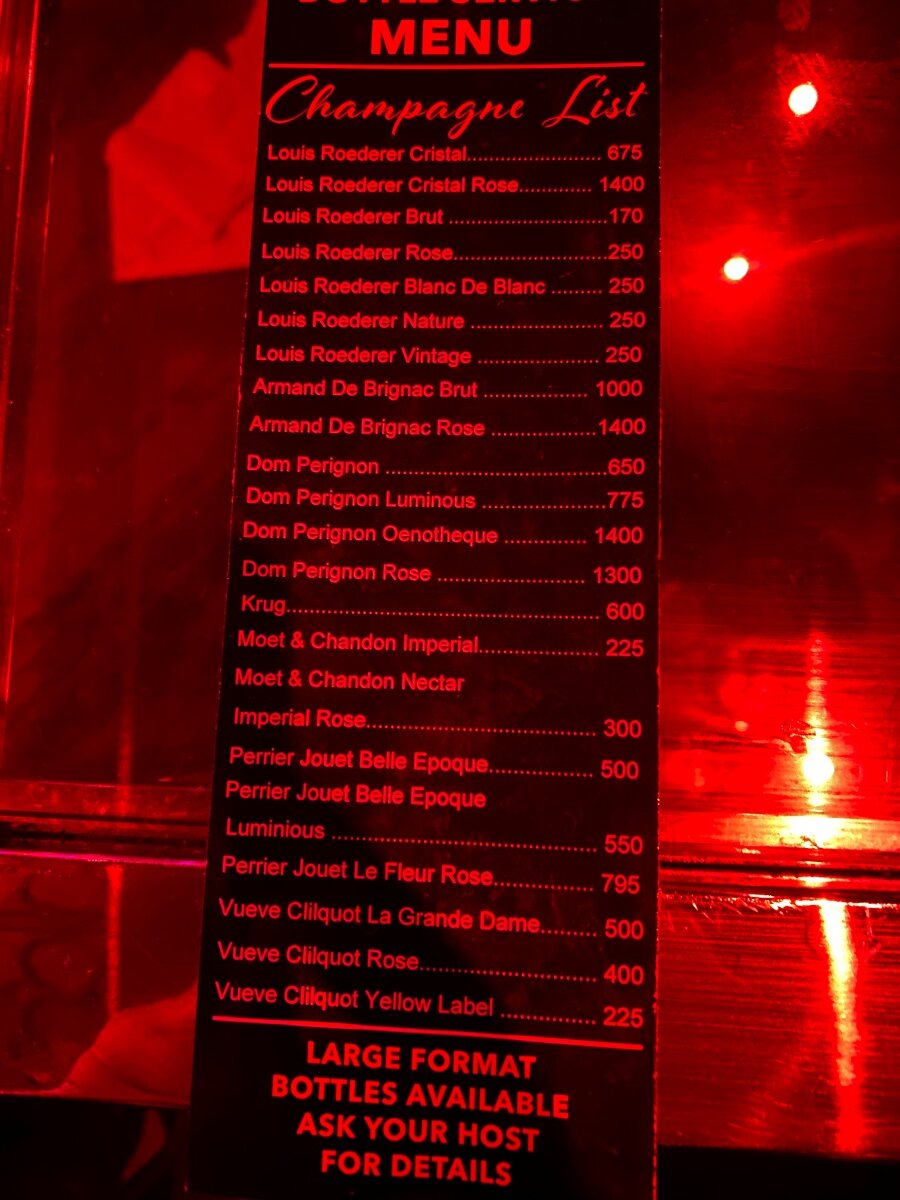 MENU
Champagne List
Louis Roederer Cristal........................ 675
Louis Roederer Cristal Rose............. 1400
Louis Roederer Brut .............................170
Louis Roederer Rose............................250
Louis Roederer Blanc De Blanc ......... 250
Louis Roederer Nature ........................ 250
Louis Roederer Vintage ...................... 250
Armand De Brignac Brut ................... 1000
Armand De Brignac Rose ...................1400
Dom Perignon ........................................650
Dom Perignon Luminous .......................775
Dom Perignon Oenotheque ............... 1400
Dom Perignon Rose ........................... 1300
Krug......................................................... 600
Moet & Chandon Imperial...................... 225
Moet & Chandon Nectar
Imperial Rose.......................................... 300
Perrier Jouet Belle Epoque................... 500
Perrier Jouet Belle Epoque
Luminious ................................................ 550
Perrier Jouet Le Fleur Rose.................. 795
Vueve Clilquot La Grande Dame.......... 500
Vueve Clilquot Rose................................ 400
Vueve Clilquot Yellow Label ................. 225
LARGE FORMAT
BOTTLES AVAILABLE
ASK YOUR HOST
FOR DETAILS